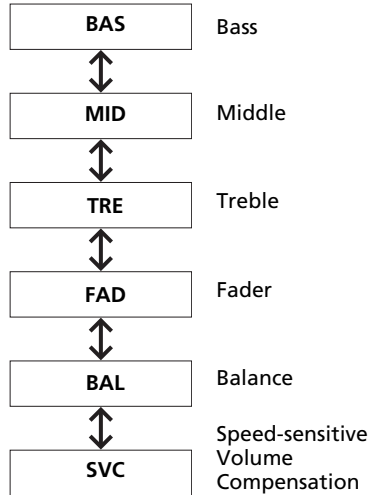 BAS Bass
MID Middle
TRE Treble
FAD Fader
BAL Balance
Speed-sensitive
Volume
SVC Compensation